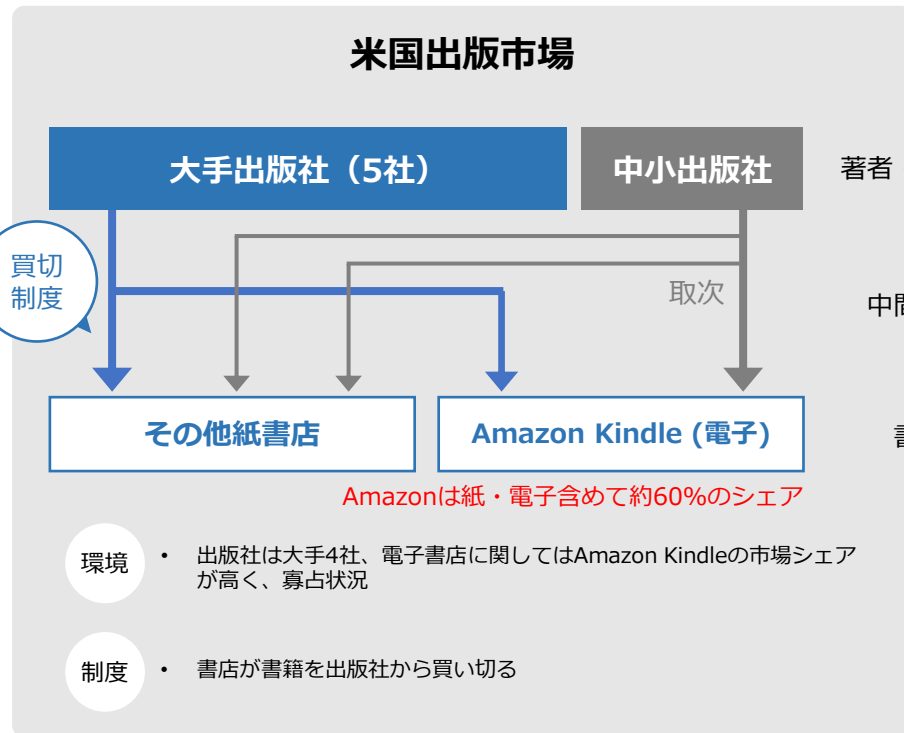 米国出版市場
大手出版社（5社）
中小出版社
著者
買切
制度
取次
中間
書
その他紙書店
Amazon Kindle (電子)
Amazonは紙・電子含めて約60%のシェア
環境
• 出版社は大手4社、電子書店に関してはAmazon Kindleの市場シェア
が高く、寡占状況
制度
• 書店が書籍を出版社から買い切る